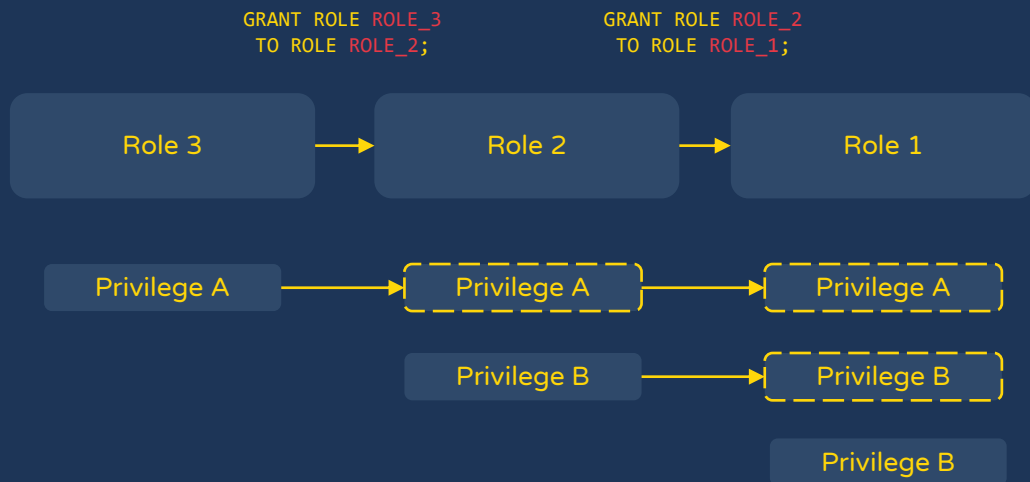 GRANT ROLE ROLE_3
TO ROLE ROLE_2;
GRANT ROLE ROLE_2
TO ROLE ROLE_1;
Role 3
Role 2
Role 1
Privilege A
Privilege A
Privilege A
Privilege B
Privilege B
Privilege B